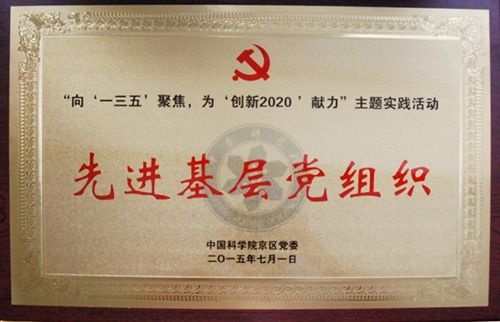 “向‘一三五’聚焦，为‘创新2020’献力”主题实践活动
先进基层党组织
中国科学院京区党委
二〇一五年七月一日